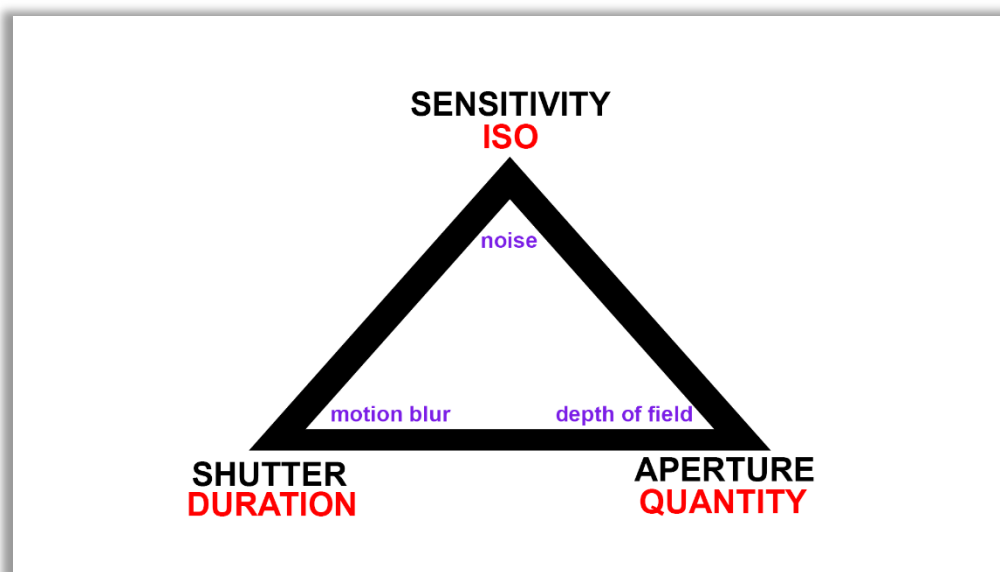 SENSITIVITY
ISO
noise
motion blur
depth of field
SHUTTER
DURATION
APERTURE
QUANTITY